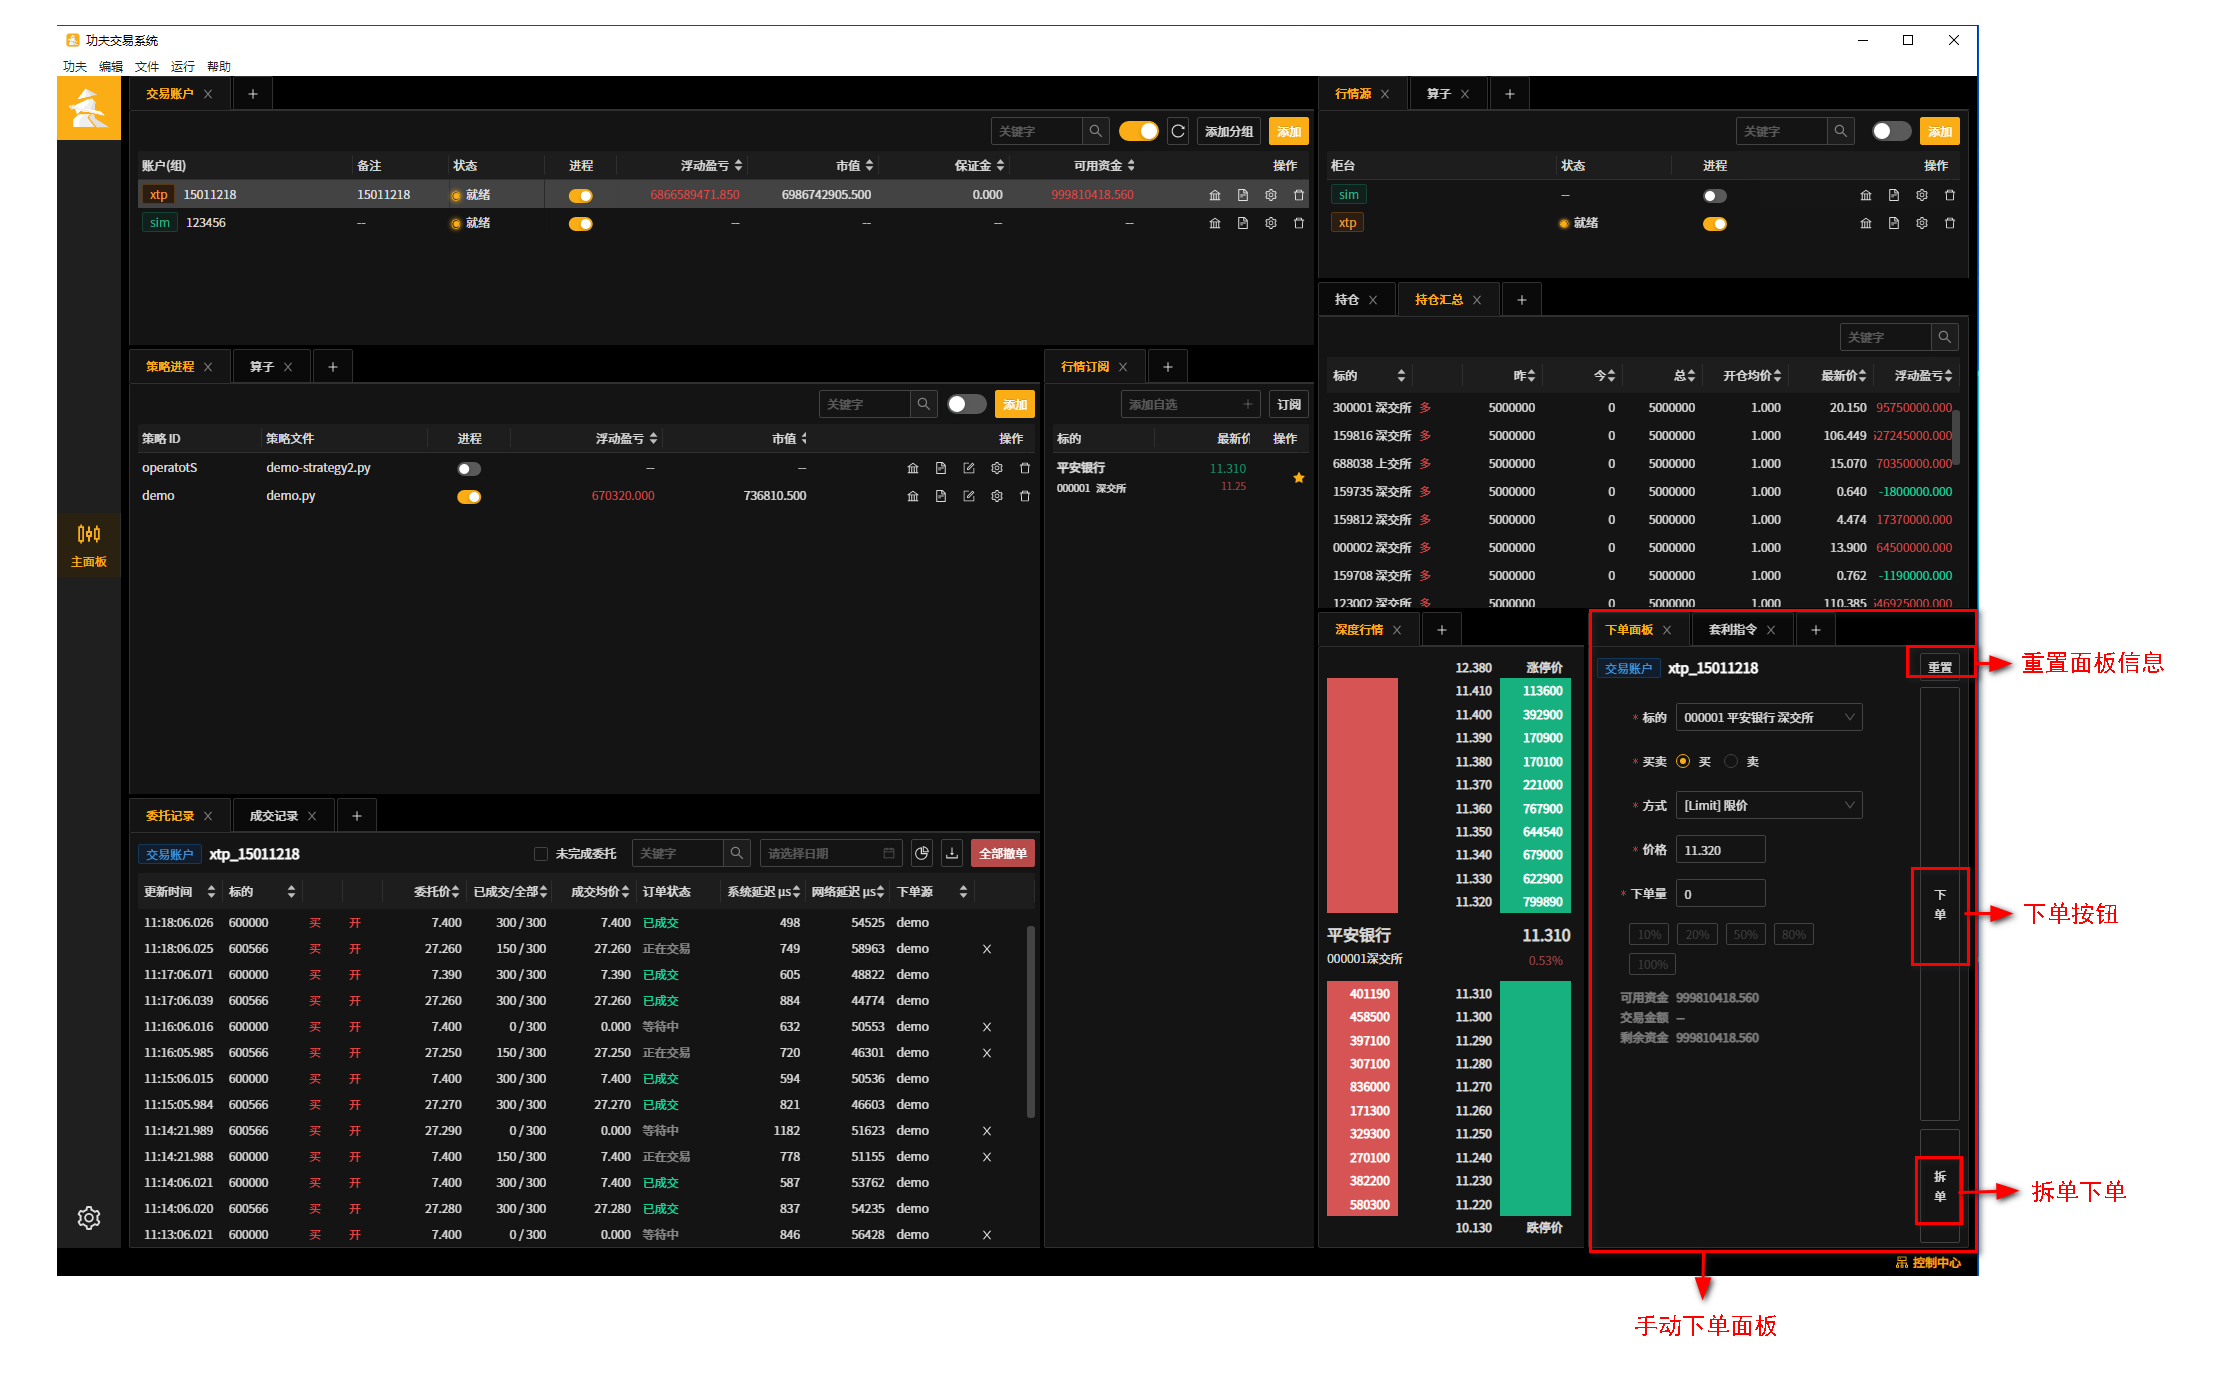 功夫交易系统
功夫 编辑 文件 运行 帮助
交易账户 X +
关键字 添加分组 添加
账户(组) 备注 状态 进程 浮动盈亏 市值 保证金 可用资金 操作
xtp 15011218 15011218 就绪 6866589471.850 6986742905.500 0.000 999810418.560
sim 123456 -- 就绪 -- -- -- --
行情源 X 算子 X +
关键字 添加
柜台 状态 进程 操作
sim --
xtp 就绪
持仓 X 持仓汇总 X +
关键字
标的 昨 今 总 开仓均价 最新价 浮动盈亏
300001 深交所 多 5000000 0 5000000 1.000 20.150 95750000.000
159816 深交所 多 5000000 0 5000000 1.000 106.449 27245000.000
688038 上交所 多 5000000 0 5000000 1.000 15.070 70350000.000
159735 深交所 多 5000000 0 5000000 1.000 0.640 -1800000.000
159812 深交所 多 5000000 0 5000000 1.000 4.474 17370000.000
000002 深交所 多 5000000 0 5000000 1.000 13.900 64500000.000
159708 深交所 多 5000000 0 5000000 1.000 0.762 -1190000.000
123002 深交所 多 5000000 0 5000000 1.000 110.385 46925000.000
策略进程 X 算子 X +
关键字 添加
策略 ID 策略文件 进程 浮动盈亏 市值 操作
operatotS demo-strategy2.py -- --
demo demo.py 670320.000 736810.500
行情订阅 X +
添加自选 + 订阅
标的 最新价 操作
平安银行 11.310
000001 深交所 11.25
主面板
委托记录 X 成交记录 X +
交易账户 xtp_15011218 未完成委托 关键字 请选择日期 全部撤单
更新时间 标的 委托价 已成交/全部 成交均价 订单状态 系统延迟 μs 网络延迟 μs 下单源
11:18:06.026 600000 买 开 7.400 300 / 300 7.400 已成交 498 54525 demo
11:18:06.025 600566 买 开 27.260 150 / 300 27.260 正在交易 749 58963 demo X
11:17:06.071 600000 买 开 7.390 300 / 300 7.390 已成交 605 48822 demo
11:17:06.039 600566 买 开 27.260 300 / 300 27.260 已成交 884 44774 demo
11:16:06.016 600000 买 开 7.400 0 / 300 0.000 等待中 632 50553 demo X
11:16:05.985 600566 买 开 27.250 150 / 300 27.250 正在交易 720 46301 demo X
11:15:06.015 600000 买 开 7.400 300 / 300 7.400 已成交 594 50536 demo
11:15:05.984 600566 买 开 27.270 300 / 300 27.270 已成交 821 46603 demo
11:14:21.989 600566 买 开 27.290 0 / 300 0.000 等待中 1182 51623 demo X
11:14:21.988 600000 买 开 7.400 150 / 300 7.400 正在交易 778 51155 demo X
11:14:06.021 600000 买 开 7.400 300 / 300 7.400 已成交 587 53762 demo
11:14:06.020 600566 买 开 27.280 300 / 300 27.280 已成交 837 54235 demo
11:13:06.021 600000 买 开 7.400 0 / 300 0.000 等待中 846 56428 demo X
深度行情 X +
12.380 涨停价
11.410 113600
11.400 392900
11.390 170900
11.380 170100
11.370 221000
11.360 767900
11.350 644540
11.340 679000
11.330 622900
11.320 799890
平安银行 11.310
000001深交所 0.53%
401190 11.310
458500 11.300
397100 11.290
307100 11.280
836000 11.270
171300 11.260
329300 11.250
270100 11.240
382200 11.230
580300 11.220
10.130 跌停价
下单面板 X 套利指令 X +
交易账户 xtp_15011218 重置
* 标的 000001 平安银行 深交所
* 买卖 买 卖
* 方式 [Limit] 限价
* 价格 11.320
* 下单量 0
10% 20% 50% 80%
100%
可用资金 999810418.560
交易金额 --
剩余资金 999810418.560
下
单
拆
单
控制中心
重置面板信息
下单按钮
拆单下单
手动下单面板